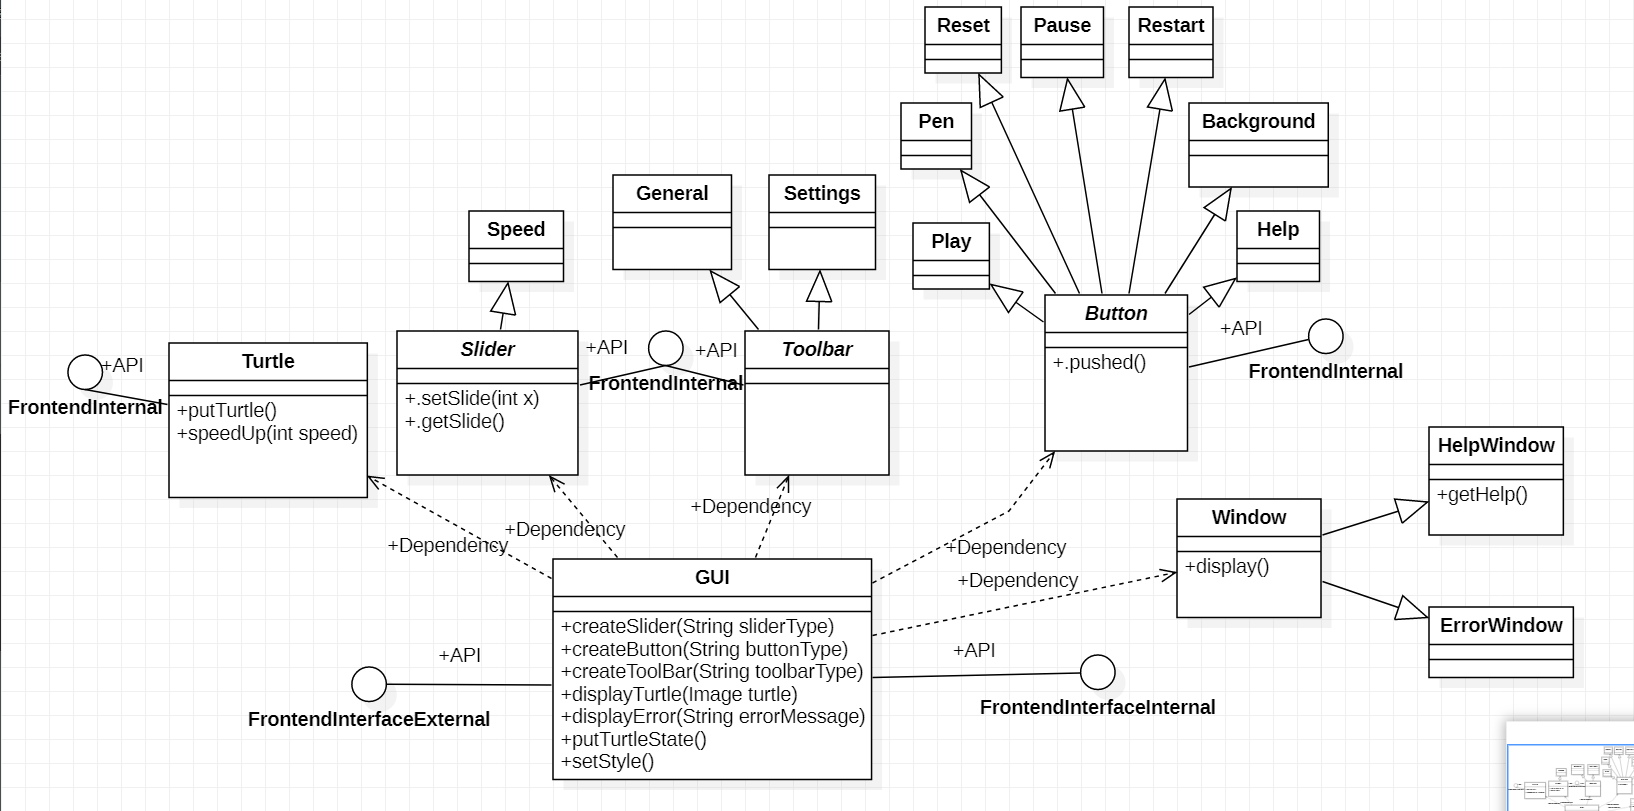 Reset
Pause
Restart
Pen
Background
General
Settings
Speed
Play
Help
Button
+.pushed()
+API
FrontendInternal
Turtle
+putTurtle()
+speedUp(int speed)
+API
FrontendInternal
Slider
+.setSlide(int x)
+.getSlide()
+API
+API
FrontendInternal
Toolbar
HelpWindow
+getHelp()
Window
+display()
ErrorWindow
+Dependency
+Dependency
+Dependency
+Dependency
+Dependency
GUI
+createSlider(String sliderType)
+createButton(String buttonType)
+createToolBar(String toolbarType)
+displayTurtle(Image turtle)
+displayError(String errorMessage)
+putTurtleState()
+setStyle()
+API
FrontendInterfaceExternal
+API
FrontendInterfaceInternal